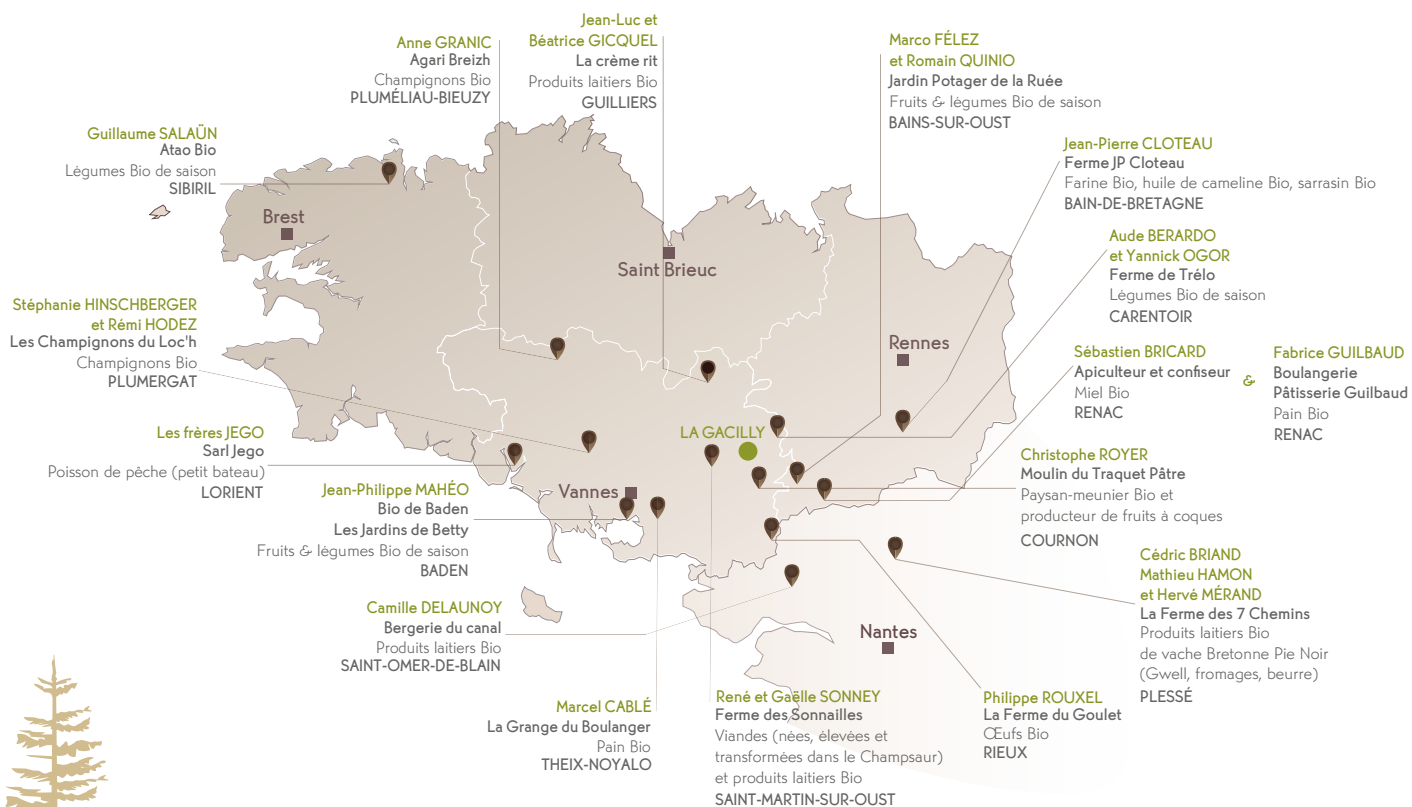 Jean-Luc et
Béatrice GICQUEL
La crème rit
Produits laitiers Bio
GUILLIERS
Anne GRANIC
Agari Breizh
Champignons Bio
PLUMÉLIAU-BIEUZY
Marco FÉLEZ
et Romain QUINIO
Jardin Potager de la Ruée
Fruits & légumes Bio de saison
BAINS-SUR-OUST
Guillaume SALAÜN
Atao Bio
Légumes Bio de saison
SIBIRIL
Jean-Pierre CLOTEAU
Ferme JP Cloteau
Farine Bio, huile de cameline Bio, sarrasin Bio
BAIN-DE-BRETAGNE
Brest
Saint Brieuc
Rennes
Aude BERARDO
et Yannick OGOR
Ferme de Trélo
Légumes Bio de saison
CARENTOIR
Stéphanie HINSCHBERGER
et Rémi HODEZ
Les Champignons du Loc'h
Champignons Bio
PLUMERGAT
Sébastien BRICARD
Apiculteur et confiseur
Miel Bio
RENAC
&
Fabrice GUILBAUD
Boulangerie
Pâtisserie Guilbaud
Pain Bio
RENAC
LA GACILLY
Les frères JEGO
Sarl Jego
Poisson de pêche (petit bateau)
LORIENT
Christophe ROYER
Moulin du Traquet Pâtre
Paysan-meunier Bio et
producteur de fruits à coques
COURNON
Vannes
Jean-Philippe MAHÉO
Bio de Baden
Les Jardins de Betty
Fruits & légumes Bio de saison
BADEN
Cédric BRIAND
Mathieu HAMON
et Hervé MÉRAND
La Ferme des 7 Chemins
Produits laitiers Bio
de vache Bretonne Pie Noir
(Gwell, fromages, beurre)
PLESSÉ
Camille DELAUNOY
Bergerie du canal
Produits laitiers Bio
SAINT-OMER-DE-BLAIN
Nantes
Marcel CABLÉ
La Grange du Boulanger
Pain Bio
THEIX-NOYALO
René et Gaëlle SONNEY
Ferme des Sonnailles
Viandes (nées, élevées et
transformées dans le Champsaur)
et produits laitiers Bio
SAINT-MARTIN-SUR-OUST
Philippe ROUXEL
La Ferme du Goulet
Œufs Bio
RIEUX